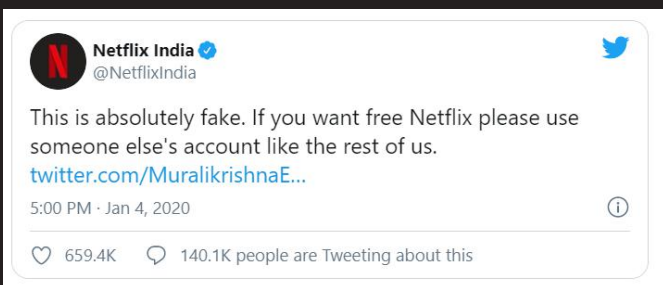 Netflix India
@NetflixIndia
This is absolutely fake. If you want free Netflix please use
someone else's account like the rest of us.
twitter.com/MuralikrishnaE...
5:00 PM · Jan 4, 2020
659.4K 140.1K people are Tweeting about this